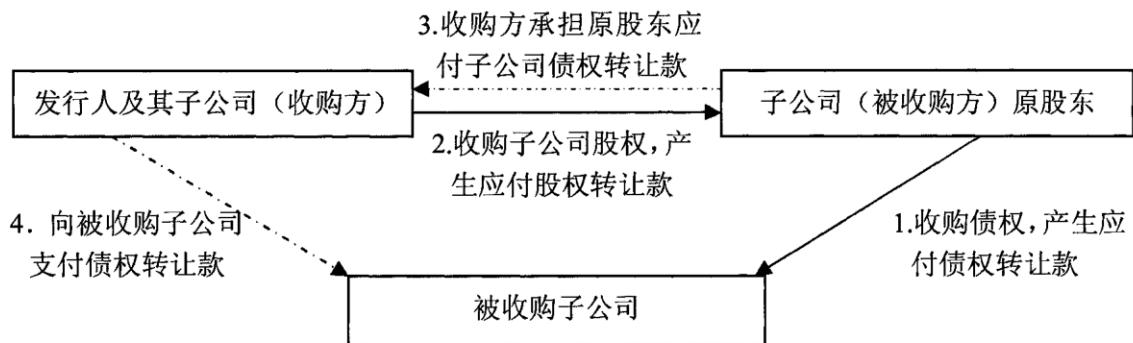 3.收购方承担原股东应
付子公司债权转让款
发行人及其子公司（收购方）
子公司（被收购方）原股东
2.收购子公司股权，产
生应付股权转让款
4．向被收购子公司
支付债权转让款
1.收购债权，产生应
付债权转让款
被收购子公司